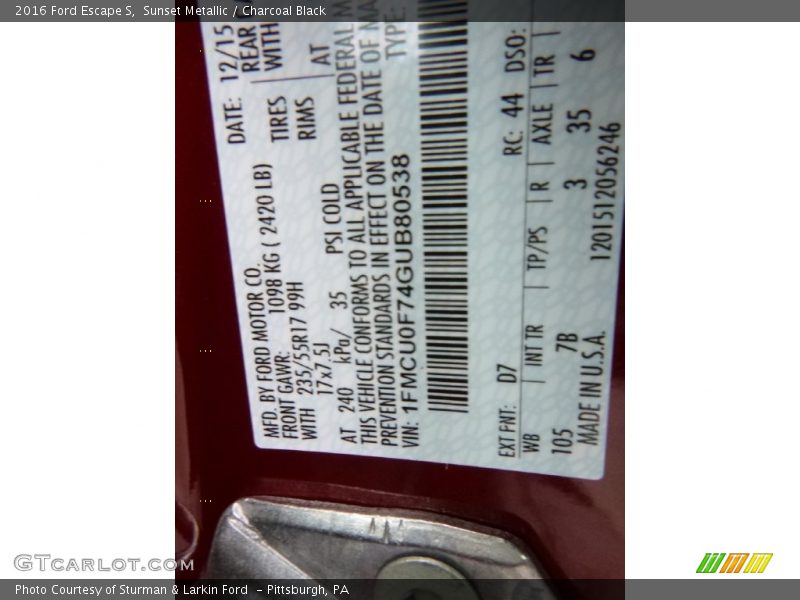 2016 Ford Escape S,  Sunset Metallic / Charcoal Black
MFD. BY FORD MOTOR CO.
DATE: 12/15
FRONT GAWR: 1098 KG ( 2420 LB)
REAR
WITH 235/55R17 99H
TIRES WITH
17x7.5J
RIMS
AT 240 kPa/ 35 PSI COLD AT
THIS VEHICLE CONFORMS TO ALL APPLICABLE FEDERAL
PREVENTION STANDARDS IN EFFECT ON THE DATE OF
VIN: 1FMCU0F74GUB80538
TYPE:
EXT PNT: D7 RC: 44 DSO:
WB INT TR TP/PS R AXLE TR
105 7B 3 35 6
MADE IN U.S.A.
1201512056246
GTcarlot.com
Photo Courtesy of Sturman & Larkin Ford  - Pittsburgh, PA